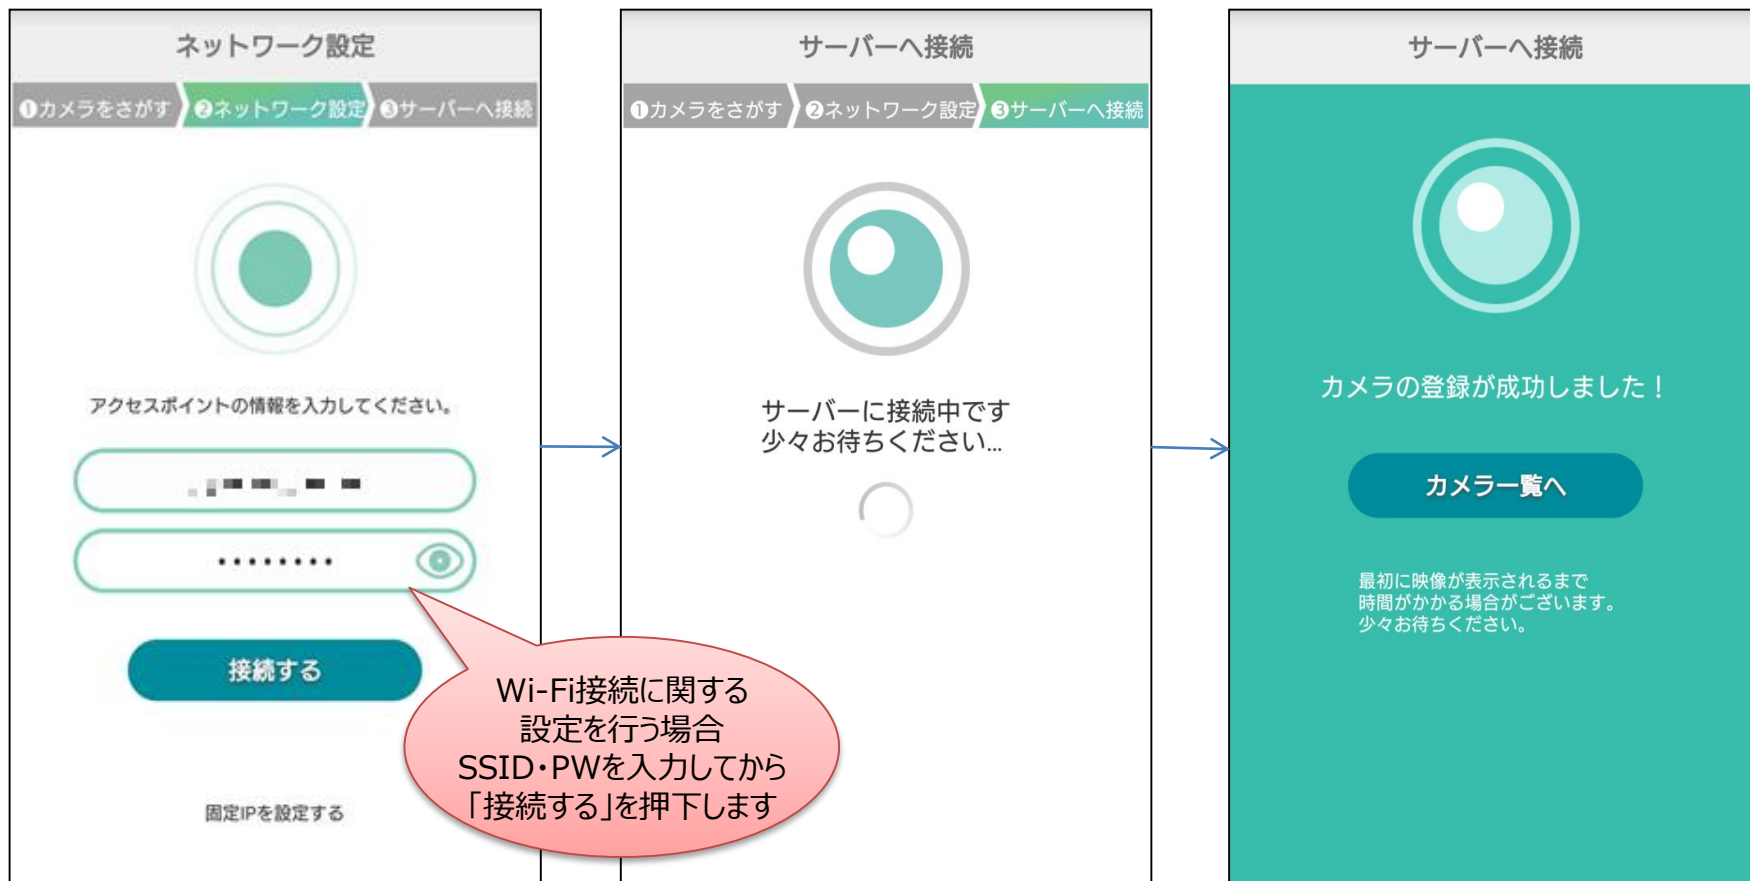 ネットワーク設定
❶カメラをさがす
❷ネットワーク設定
❸サーバーへ接続
アクセスポイントの情報を入力してください。
••••••••
接続する
固定IPを設定する
Wi-Fi接続に関する
設定を行う場合
SSID・PWを入力してから
「接続する」を押下します
サーバーへ接続
❶カメラをさがす
❷ネットワーク設定
❸サーバーへ接続
サーバーに接続中です
少々お待ちください...
サーバーへ接続
カメラの登録が成功しました！
カメラ一覧へ
最初に映像が表示されるまで
時間がかかる場合がございます。
少々お待ちください。